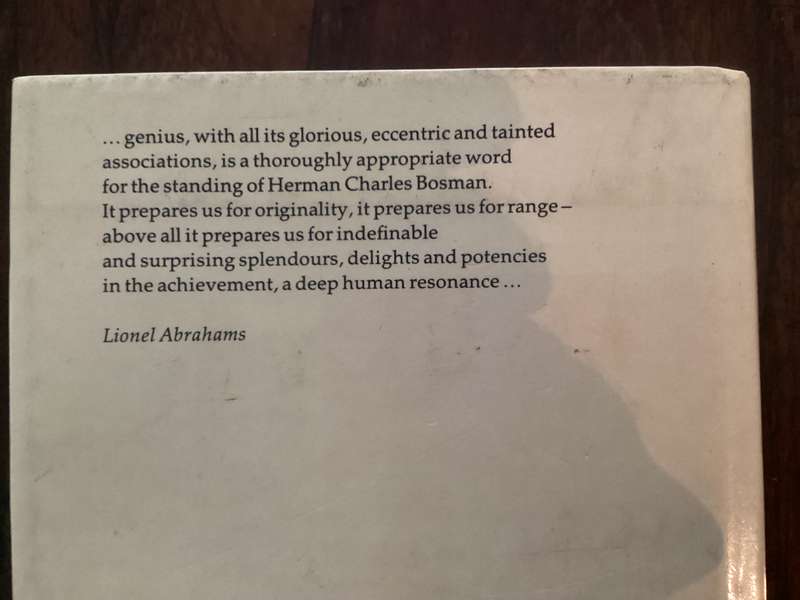 ... genius, with all its glorious, eccentric and tainted
associations, is a thoroughly appropriate word
for the standing of Herman Charles Bosman.
It prepares us for originality, it prepares us for range –
above all it prepares us for indefinable
and surprising splendours, delights and potencies
in the achievement, a deep human resonance ...
Lionel Abrahams